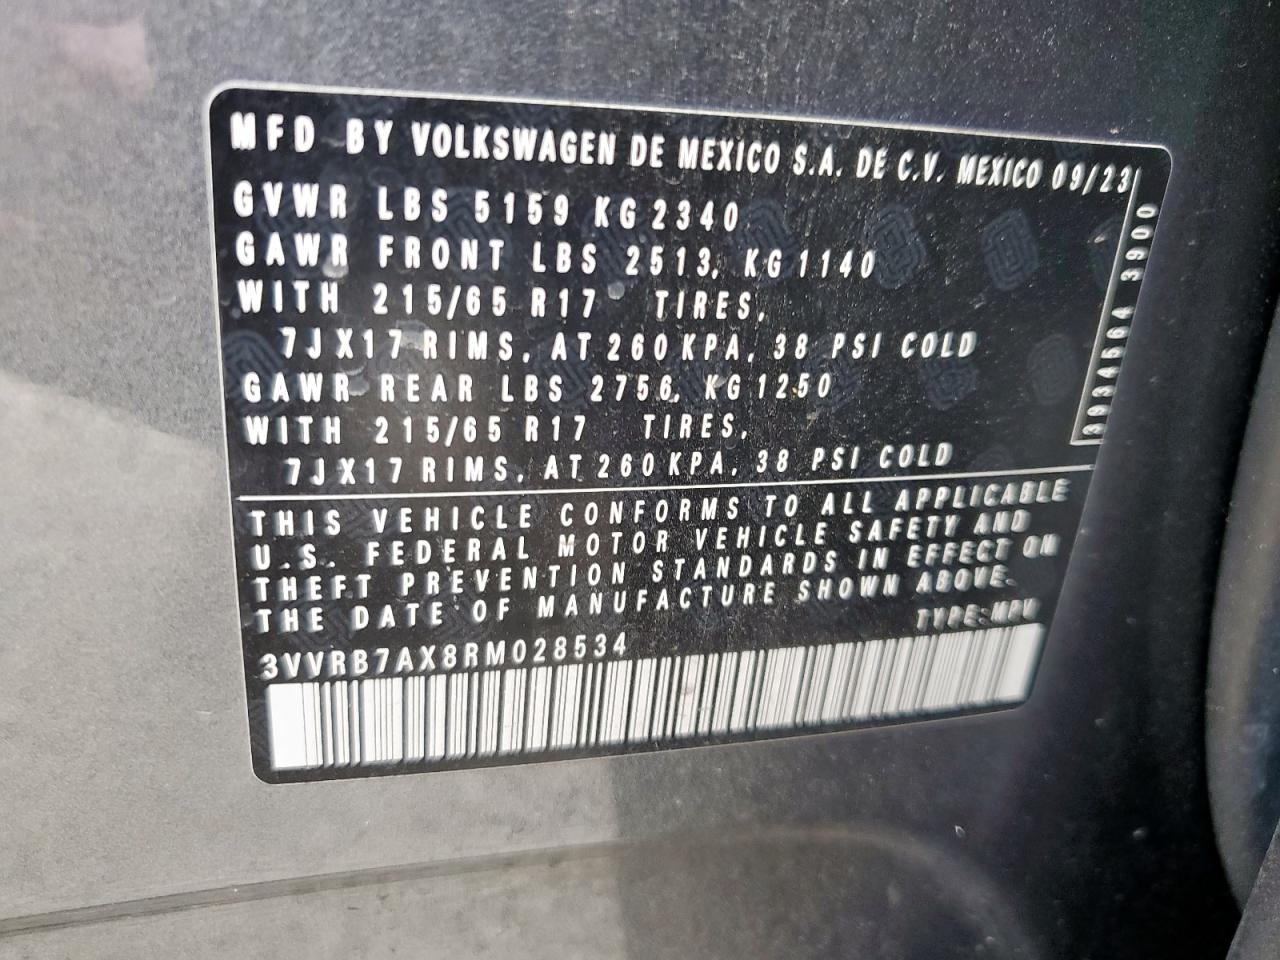 MFD BY VOLKSWAGEN DE MEXICO S.A. DE C.V. MEXICO 09/23
GVWR LBS 5159 KG 2340
GAWR FRONT LBS 2513, KG 1140
WITH 215/65 R17 TIRES,
7JX17 RIMS, AT 260 KPA, 38 PSI COLD
GAWR REAR LBS 2756, KG 1250
WITH 215/65 R17 TIRES,
7JX17 RIMS, AT 260 KPA, 38 PSI COLD
THIS VEHICLE CONFORMS TO ALL APPLICABLE
U.S. FEDERAL MOTOR VEHICLE SAFETY AND
THEFT PREVENTION STANDARDS IN EFFECT ON
THE DATE OF MANUFACTURE SHOWN ABOVE.
TYPE:MPV
3VVRB7AX8RM028534
3934564 3900